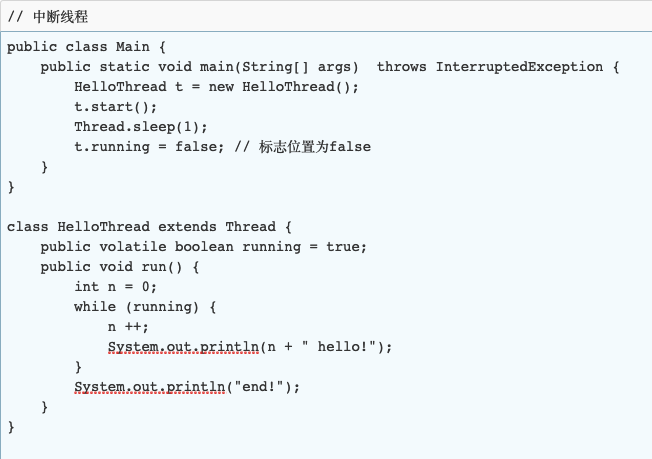 // 中断线程
public class Main {
    public static void main(String[] args)  throws InterruptedException {
        HelloThread t = new HelloThread();
        t.start();
        Thread.sleep(1);
        t.running = false; // 标志位置为false
    }
}

class HelloThread extends Thread {
    public volatile boolean running = true;
    public void run() {
        int n = 0;
        while (running) {
            n ++;
            System.out.println(n + " hello!");
        }
        System.out.println("end!");
    }
}